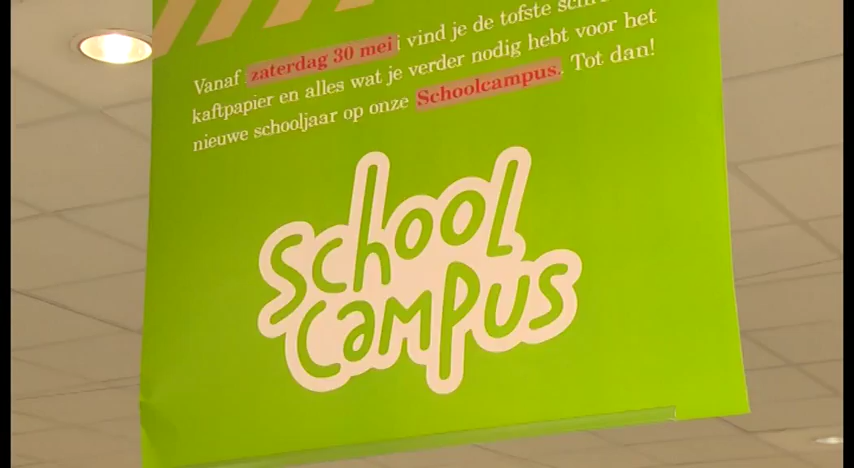 Vanaf zaterdag 30 mei vind je de tofste
kaftpapier en alles wat je verder nodig hebt voor het
nieuwe schooljaar op onze Schoolcampus. Tot dan!
school
campus